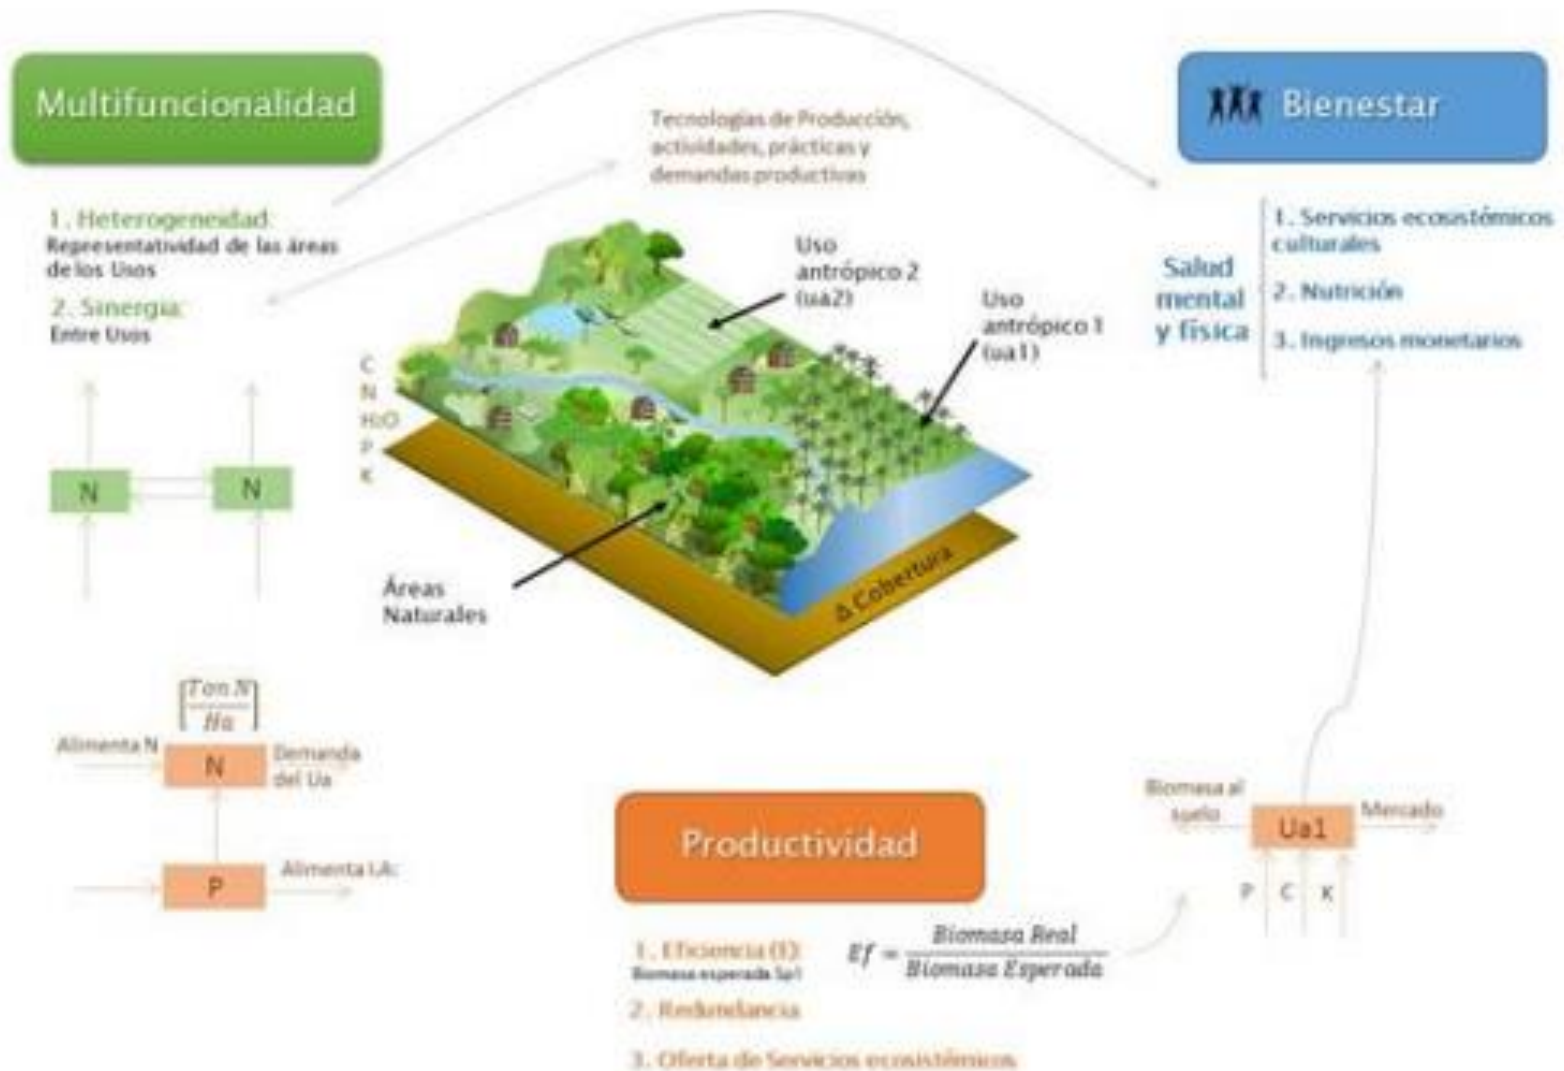 Multifuncionalidad
1. Heterogeneidad:
Representatividad de las áreas
de los Usos
2. Sinergia:
Entre Usos
N
N
Tecnologías de Producción,
actividades, prácticas y
demandas productivas
Uso
antrópico 2
(ua2)
Uso
antrópico 1
(ua1)
C
N
H2O
P
K
Áreas
Naturales
Δ Cobertura
Bienestar
Salud
mental
y física
1. Servicios ecosistémicos
culturales
2. Nutrición
3. Ingresos monetarios
Ton N
Ha
Alimenta N
N
Demanda
del Ua
P
Alimenta
Productividad
1. Eficiencia (E)
Biomasa esperada
Ef = Biomasa Real
Biomasa Esperada
2. Redundancia
3. Oferta de Servicios ecosistémicos
Biomasa al
suelo
Ua1
Mercado
P C K